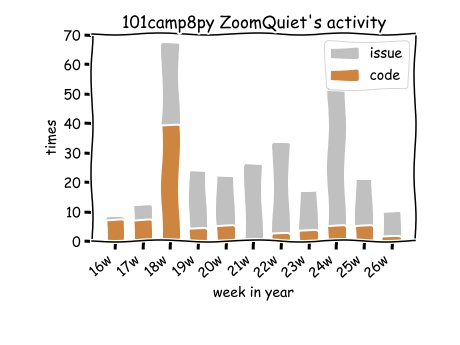 101camp8py ZoomQuiet's activity
issue
code
times
70
60
50
40
30
20
10
0
16w 17w 18w 19w 20w 21w 22w 23w 24w 25w 26w
week in year